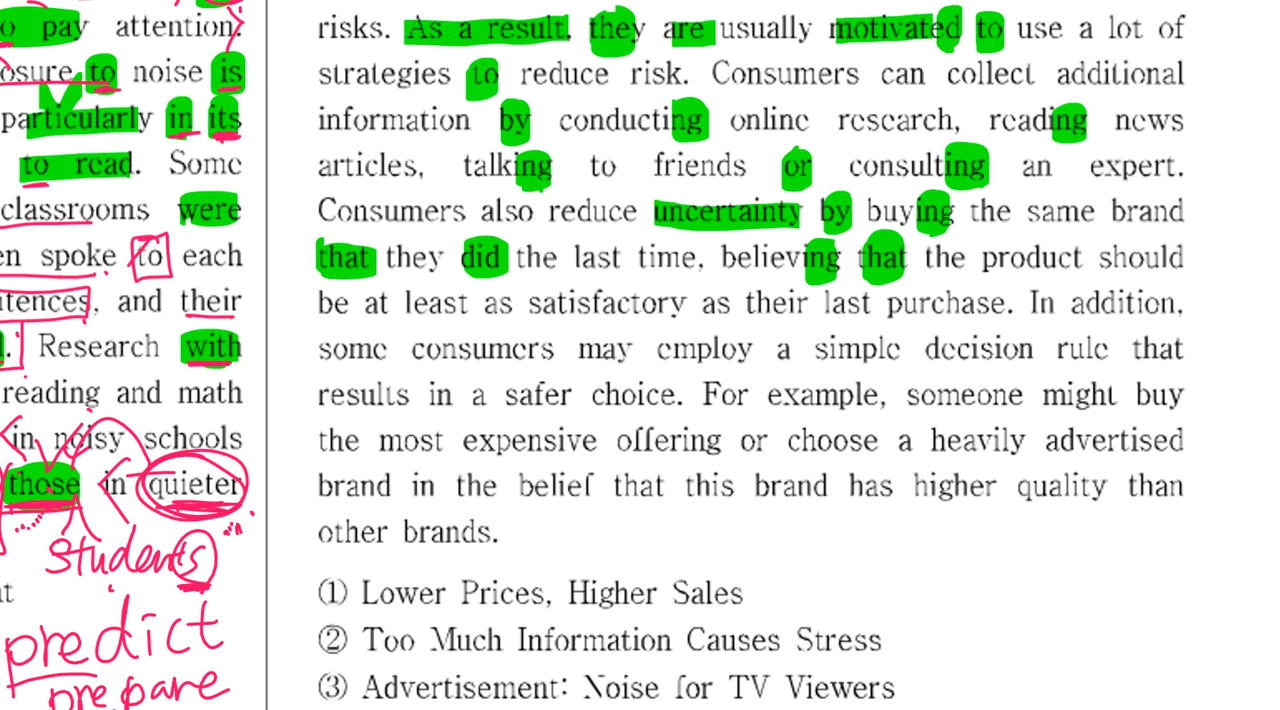 o pay attention.
osure to noise is
particularly in its
to read. Some
classrooms were
en spoke to each
tences, and their
. Research with
reading and math
in noisy schools
those in quieter
students
t
predict
prepare
risks. As a result, they are usually motivated to use a lot of
strategies to reduce risk. Consumers can collect additional
information by conducting online research, reading news
articles, talking to friends or consulting an expert.
Consumers also reduce uncertainty by buying the same brand
that they did the last time, believing that the product should
be at least as satisfactory as their last purchase. In addition,
some consumers may employ a simple decision rule that
results in a safer choice. For example, someone might buy
the most expensive offering or choose a heavily advertised
brand in the belief that this brand has higher quality than
other brands.
① Lower Prices, Higher Sales
② Too Much Information Causes Stress
③ Advertisement: Noise for TV Viewers